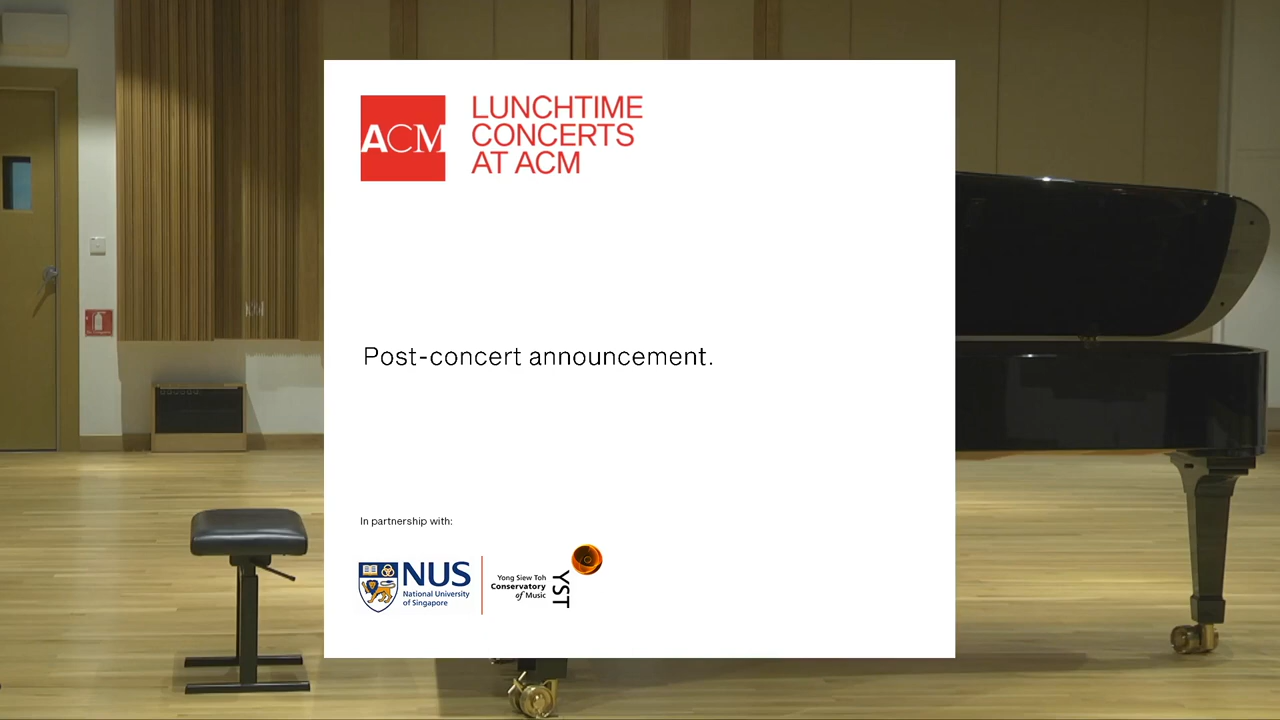 ACM
LUNCHTIME
CONCERTS
AT ACM
Post-concert announcement.
In partnership with:
NUS
National University
of Singapore
Yong Siew Toh
Conservatory
of Music
YST